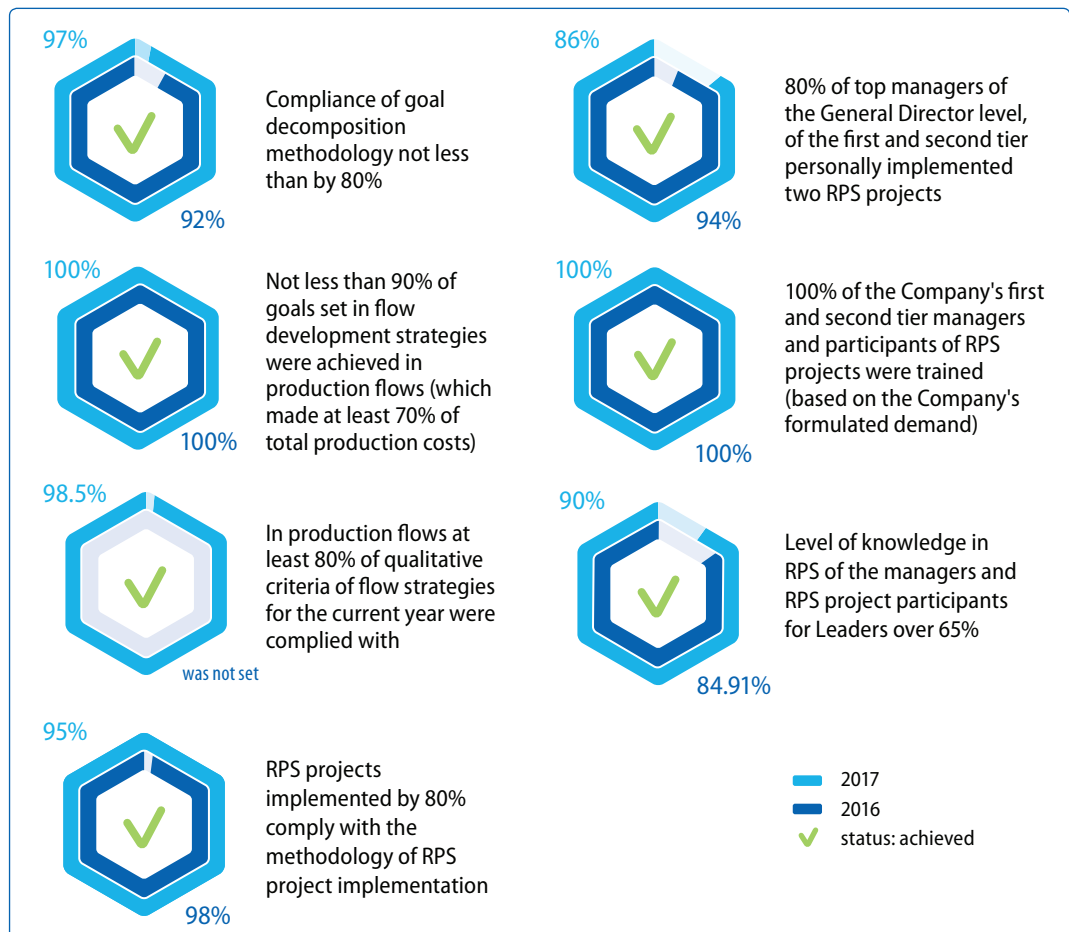 97%
Compliance of goal
decomposition
methodology not less
than by 80%
92%
86%
80% of top managers of
the General Director level,
of the first and second tier
personally implemented
two RPS projects
94%
100%
Not less than 90% of
goals set in flow
development strategies
were achieved in
production flows (which
made at least 70% of
total production costs)
100%
100%
100% of the Company's first
and second tier managers
and participants of RPS
projects were trained
(based on the Company's
formulated demand)
100%
98.5%
In production flows at
least 80% of qualitative
criteria of flow strategies
for the current year were
complied with
was not set
90%
Level of knowledge in
RPS of the managers and
RPS project participants
for Leaders over 65%
84.91%
95%
RPS projects
implemented by 80%
comply with the
methodology of RPS
project implementation
98%
2017
2016
status: achieved